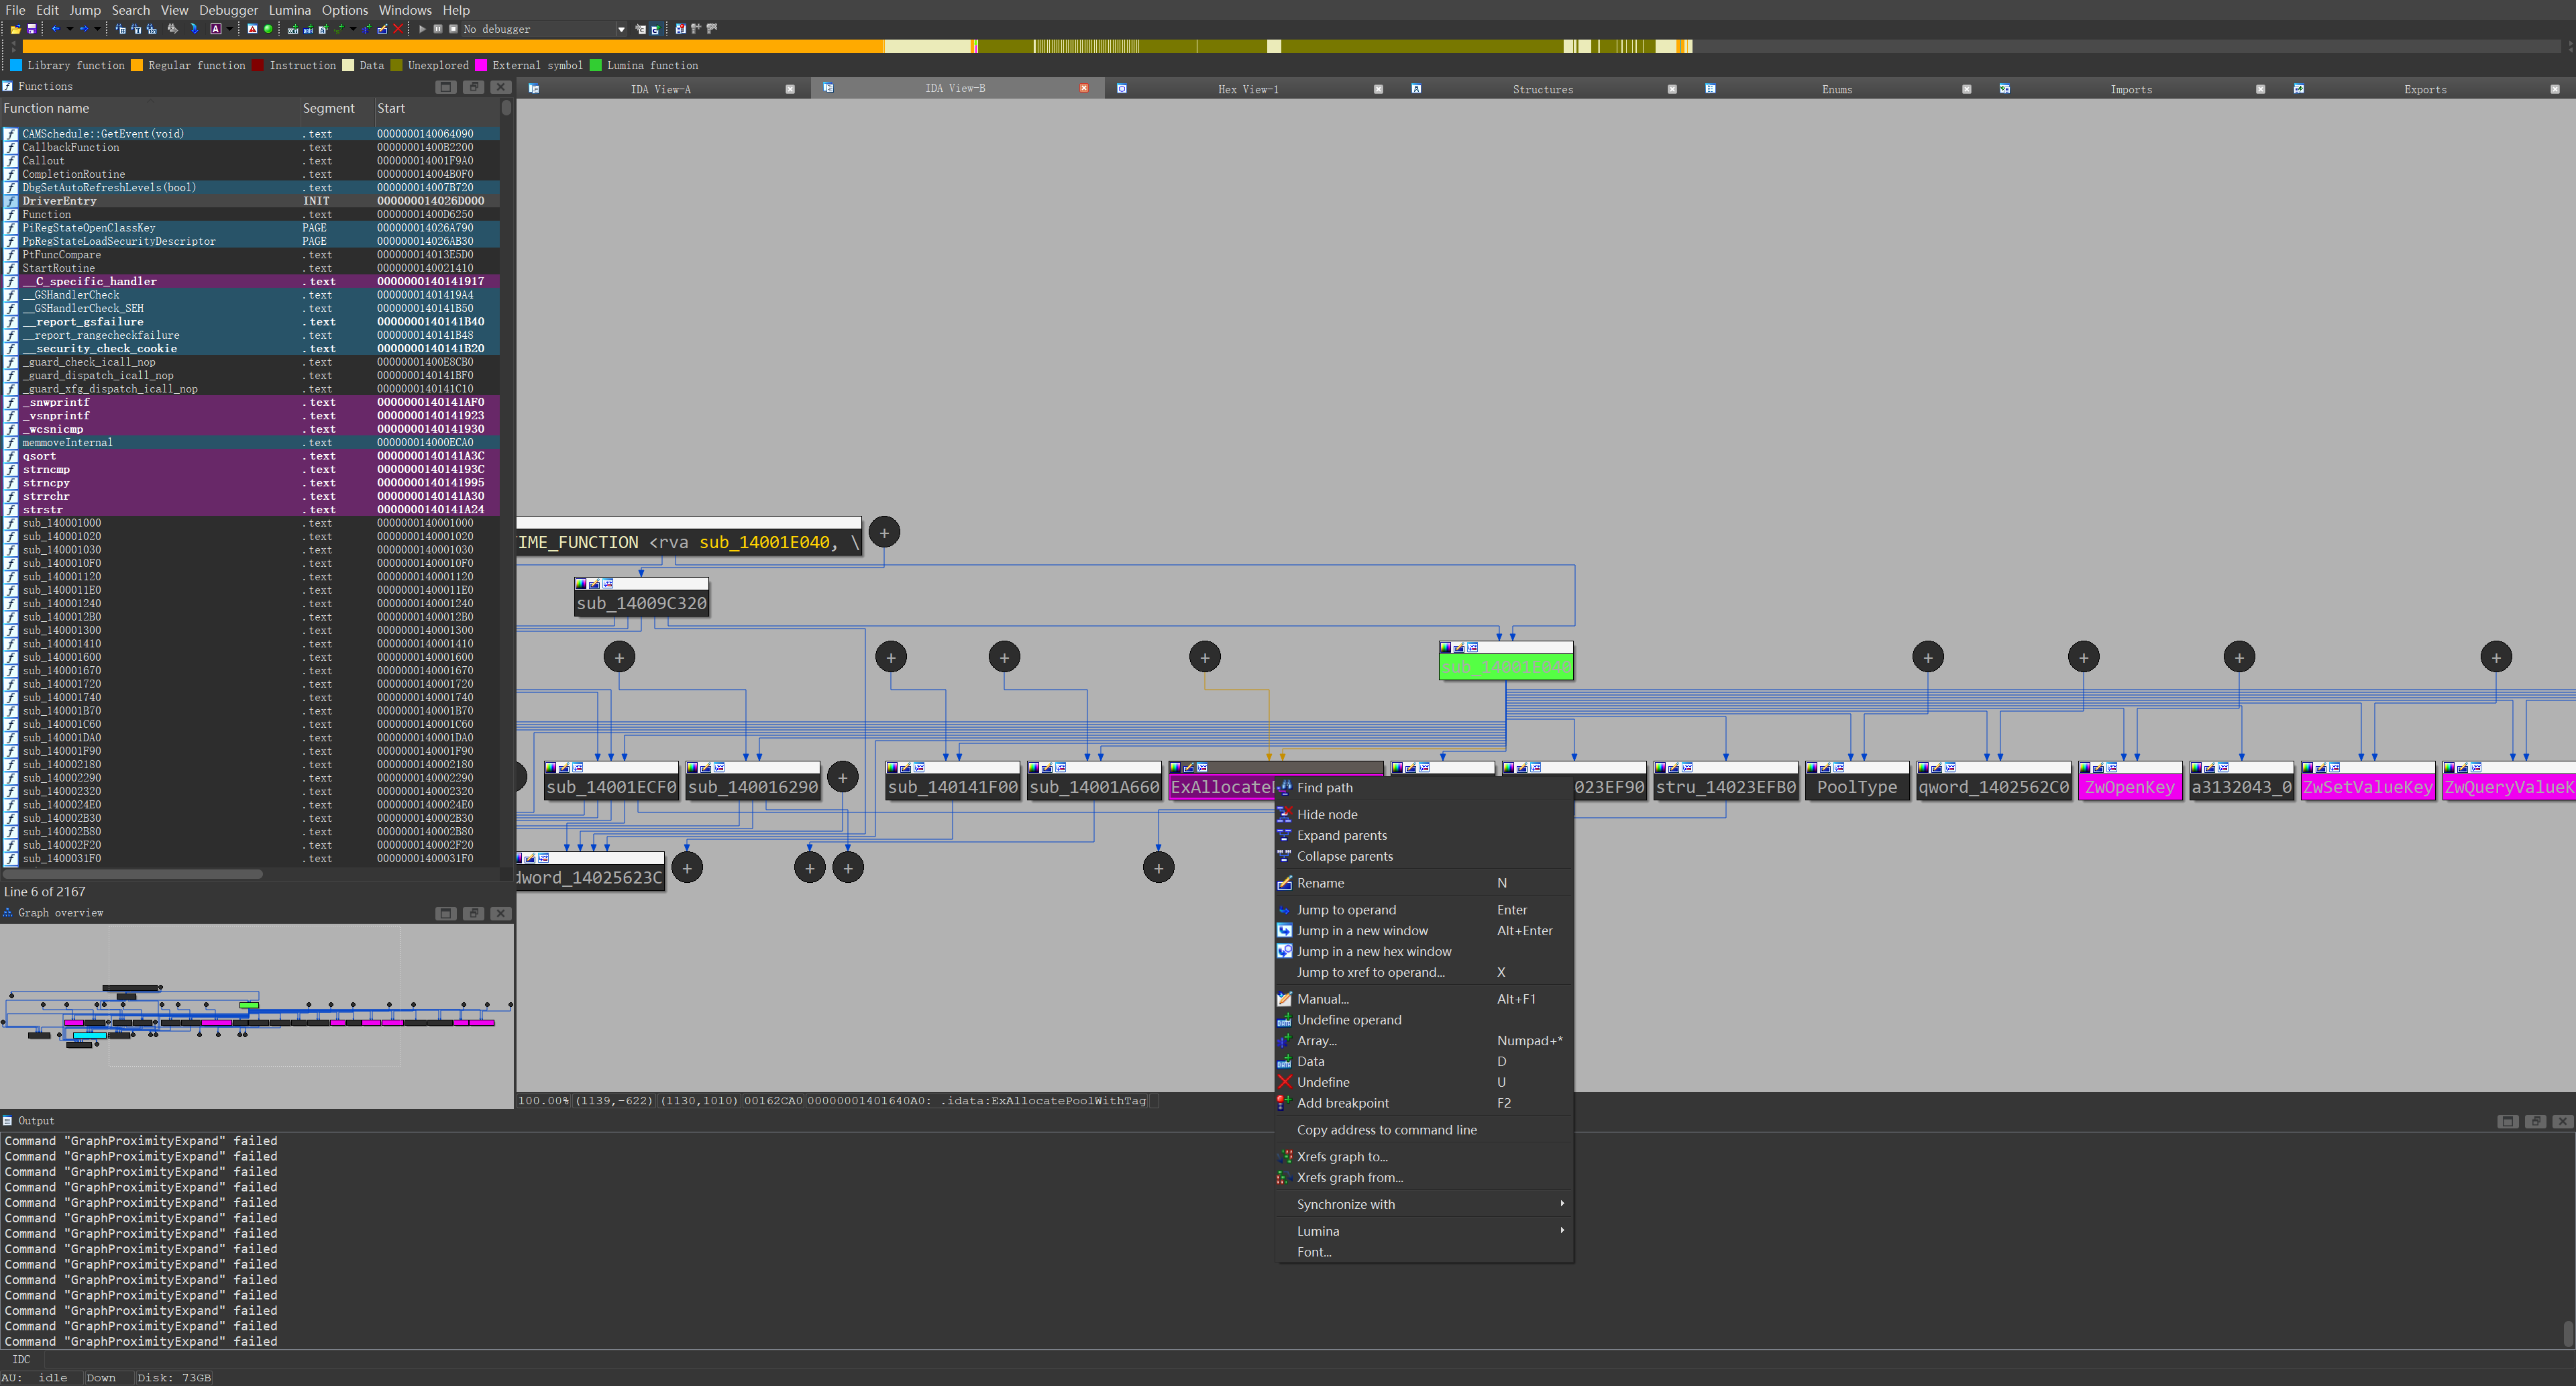 File Edit Jump Search View Debugger Lumina Options Windows Help
No debugger
Library function Regular function Instruction Data Unexplored External symbol Lumina function
Functions
IDA View-A IDA View-B Hex View-1 Structures Enums Imports Exports
Function name Segment Start
CAMSchedule::GetEvent(void) .text 0000000140064090
CallbackFunction .text 00000001400B2200
Callout .text 000000014001F9A0
CompletionRoutine .text 000000014004B0F0
DbgSetAutoRefreshLevels(bool) .text 000000014007B720
DriverEntry INIT 000000014026D000
Function .text 00000001400D6250
PiRegStateOpenClassKey PAGE 000000014026A790
PpRegStateLoadSecurityDescriptor PAGE 000000014026AB30
PtFuncCompare .text 000000014013E5D0
StartRoutine .text 0000000140021410
__C_specific_handler .text 0000000140141917
__GSHandlerCheck .text 00000001401419A4
__GSHandlerCheck_SEH .text 0000000140141B50
__report_gsfailure .text 0000000140141B40
__report_rangecheckfailure .text 0000000140141B48
__security_check_cookie .text 0000000140141B20
_guard_check_icall_nop .text 00000001400E8CB0
_guard_dispatch_icall_nop .text 0000000140141BF0
_guard_xfg_dispatch_icall_nop .text 0000000140141C10
_snwprintf .text 0000000140141AF0
_vsnprintf .text 0000000140141923
_wcsnicmp .text 0000000140141930
memmoveInternal .text 000000014000ECA0
qsort .text 0000000140141A3C
strncmp .text 000000014014193C
strncpy .text 0000000140141995
strrchr .text 0000000140141A30
strstr .text 0000000140141A24
sub_140001000 .text 0000000140001000
sub_140001020 .text 0000000140001020
sub_140001030 .text 0000000140001030
sub_1400010F0 .text 00000001400010F0
sub_140001120 .text 0000000140001120
sub_1400011E0 .text 00000001400011E0
sub_140001240 .text 0000000140001240
sub_1400012B0 .text 00000001400012B0
sub_140001300 .text 0000000140001300
sub_140001410 .text 0000000140001410
sub_140001600 .text 0000000140001600
sub_140001670 .text 0000000140001670
sub_140001720 .text 0000000140001720
sub_140001740 .text 0000000140001740
sub_140001B70 .text 0000000140001B70
sub_140001C60 .text 0000000140001C60
sub_140001DA0 .text 0000000140001DA0
sub_140001F90 .text 0000000140001F90
sub_140002180 .text 0000000140002180
sub_140002290 .text 0000000140002290
sub_140002320 .text 0000000140002320
sub_1400024E0 .text 00000001400024E0
sub_140002B30 .text 0000000140002B30
sub_140002B80 .text 0000000140002B80
sub_140002F20 .text 0000000140002F20
sub_1400031F0 .text 00000001400031F0
Line 6 of 2167
Graph overview
TIME_FUNCTION <rva sub_14001E040, \
sub_14009C320
sub_14001E040
sub_14001ECF0 sub_140016290 sub_140141F00 sub_14001A660 ExAllocateP 023EF90 stru_14023EFB0 PoolType qword_1402562C0 ZwOpenKey a3132043_0 ZwSetValueKey ZwQueryValueK
dword_14025623C
Find path
Hide node
Expand parents
Collapse parents
Rename N
Jump to operand Enter
Jump in a new window Alt+Enter
Jump in a new hex window
Jump to xref to operand... X
Manual... Alt+F1
Undefine operand
Array... Numpad+*
Data D
Undefine U
Add breakpoint F2
Copy address to command line
Xrefs graph to...
Xrefs graph from...
Synchronize with
Lumina
Font...
100.00% (1139,-622) (1130,1010) 00162CA0 00000001401640A0: .idata:ExAllocatePoolWithTag
Output
Command "GraphProximityExpand" failed
Command "GraphProximityExpand" failed
Command "GraphProximityExpand" failed
Command "GraphProximityExpand" failed
Command "GraphProximityExpand" failed
Command "GraphProximityExpand" failed
Command "GraphProximityExpand" failed
Command "GraphProximityExpand" failed
Command "GraphProximityExpand" failed
Command "GraphProximityExpand" failed
Command "GraphProximityExpand" failed
Command "GraphProximityExpand" failed
Command "GraphProximityExpand" failed
Command "GraphProximityExpand" failed
IDC
AU: idle Down Disk: 73GB